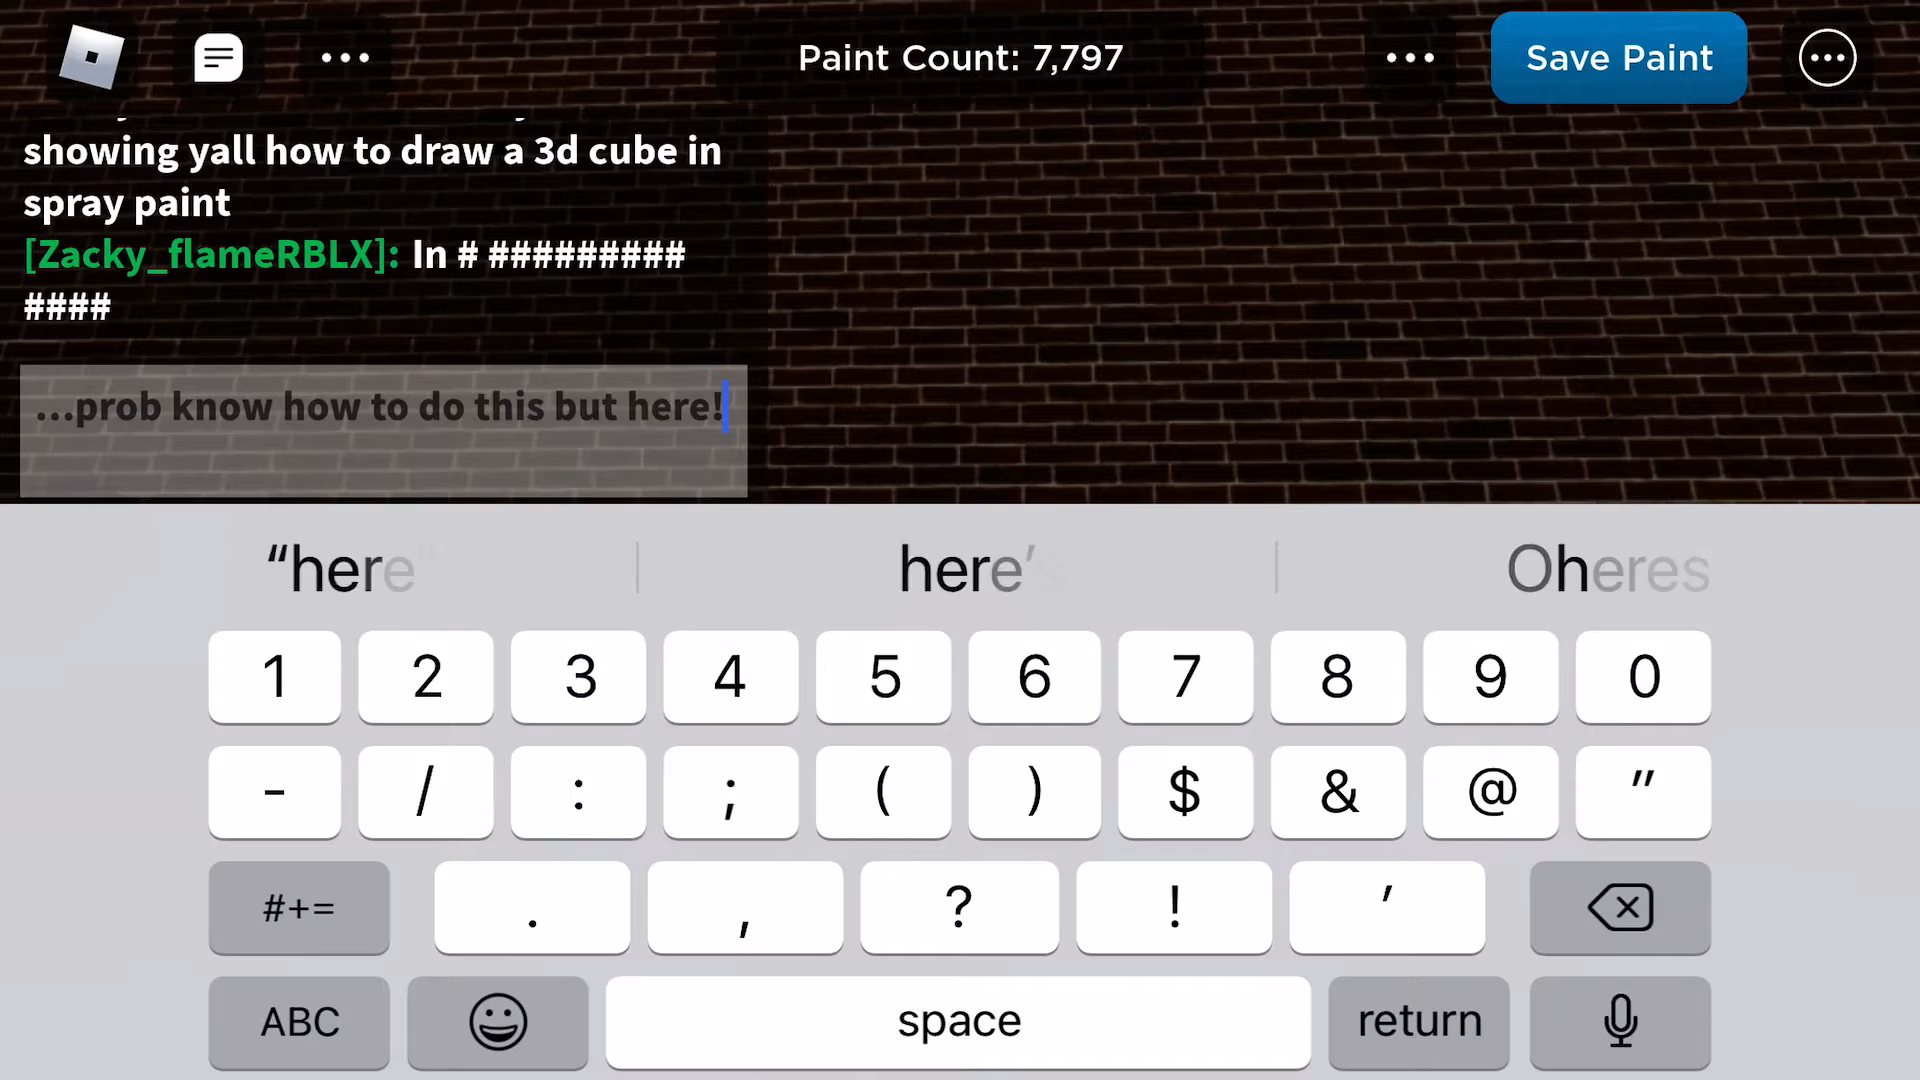 Paint Count: 7,797
Save Paint
showing yall how to draw a 3d cube in
spray paint
[Zacky_flameRBLX]: In # #########
####
...prob know how to do this but here!
“here”
here’s
Oheres
1 2 3 4 5 6 7 8 9 0
- / : ; ( ) $ & @ "
#+= . , ? ! '
ABC space return